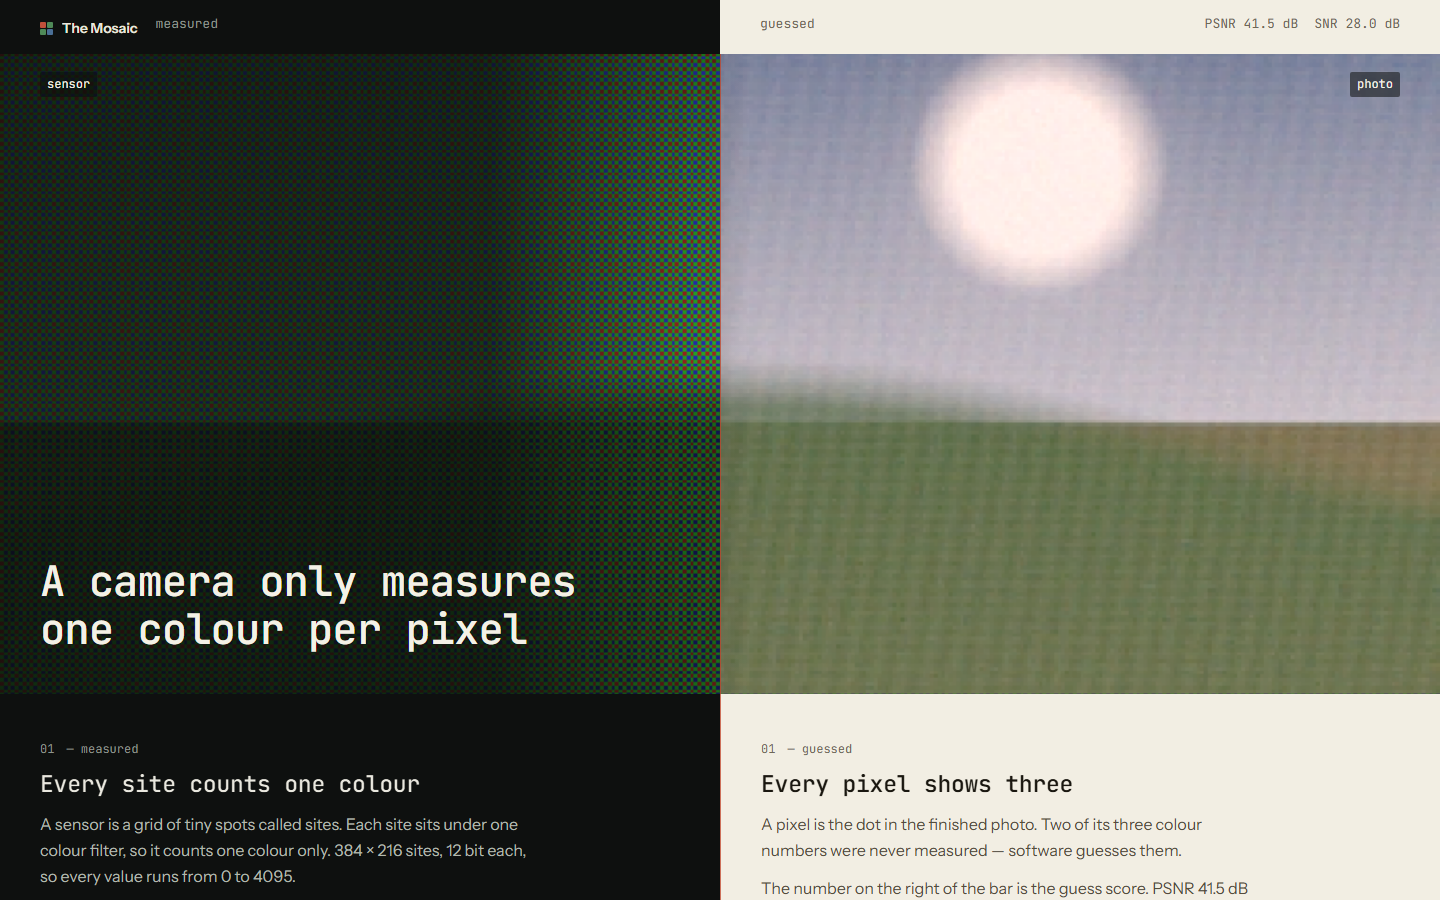 The Mosaic
measured
guessed
PSNR 41.5 dB SNR 28.0 dB
sensor
photo
A camera only measures
one colour per pixel
01 — measured
Every site counts one colour
A sensor is a grid of tiny spots called sites. Each site sits under one
colour filter, so it counts one colour only. 384 × 216 sites, 12 bit each,
so every value runs from 0 to 4095.
01 — guessed
Every pixel shows three
A pixel is the dot in the finished photo. Two of its three colour
numbers were never measured — software guesses them.
The number on the right of the bar is the guess score. PSNR 41.5 dB